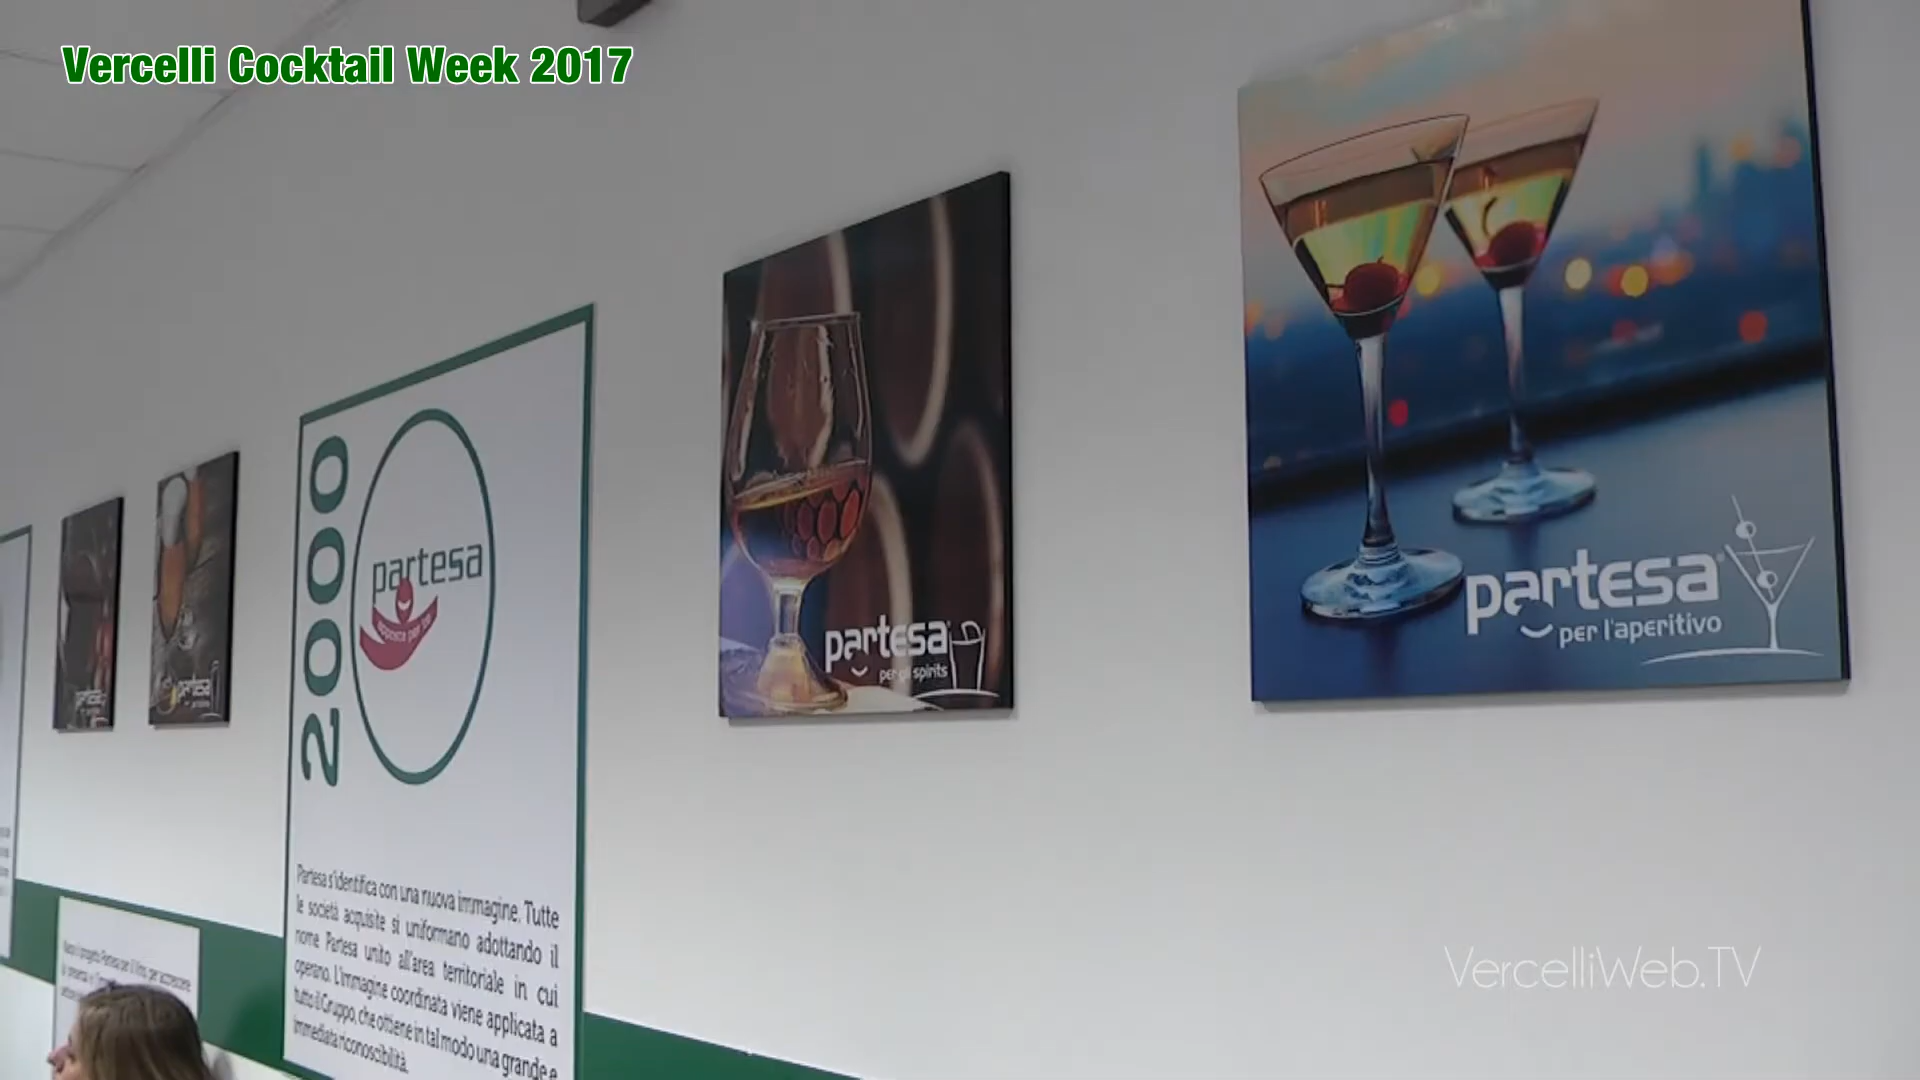 Vercelli Cocktail Week 2017
partesa
per l'aperitivo
partesa
per gli spirits
2000
partesa
Partesa s'identifica con una nuova immagine. Tutte
le società acquisite si uniformano adottando il
nome Partesa unito all'area territoriale in cui
operano. L'immagine coordinata viene applicata a
tutto il Gruppo, che ottiene in tal modo una grande e
immediata riconoscibilità.
partesa
partesa
VercelliWeb.TV